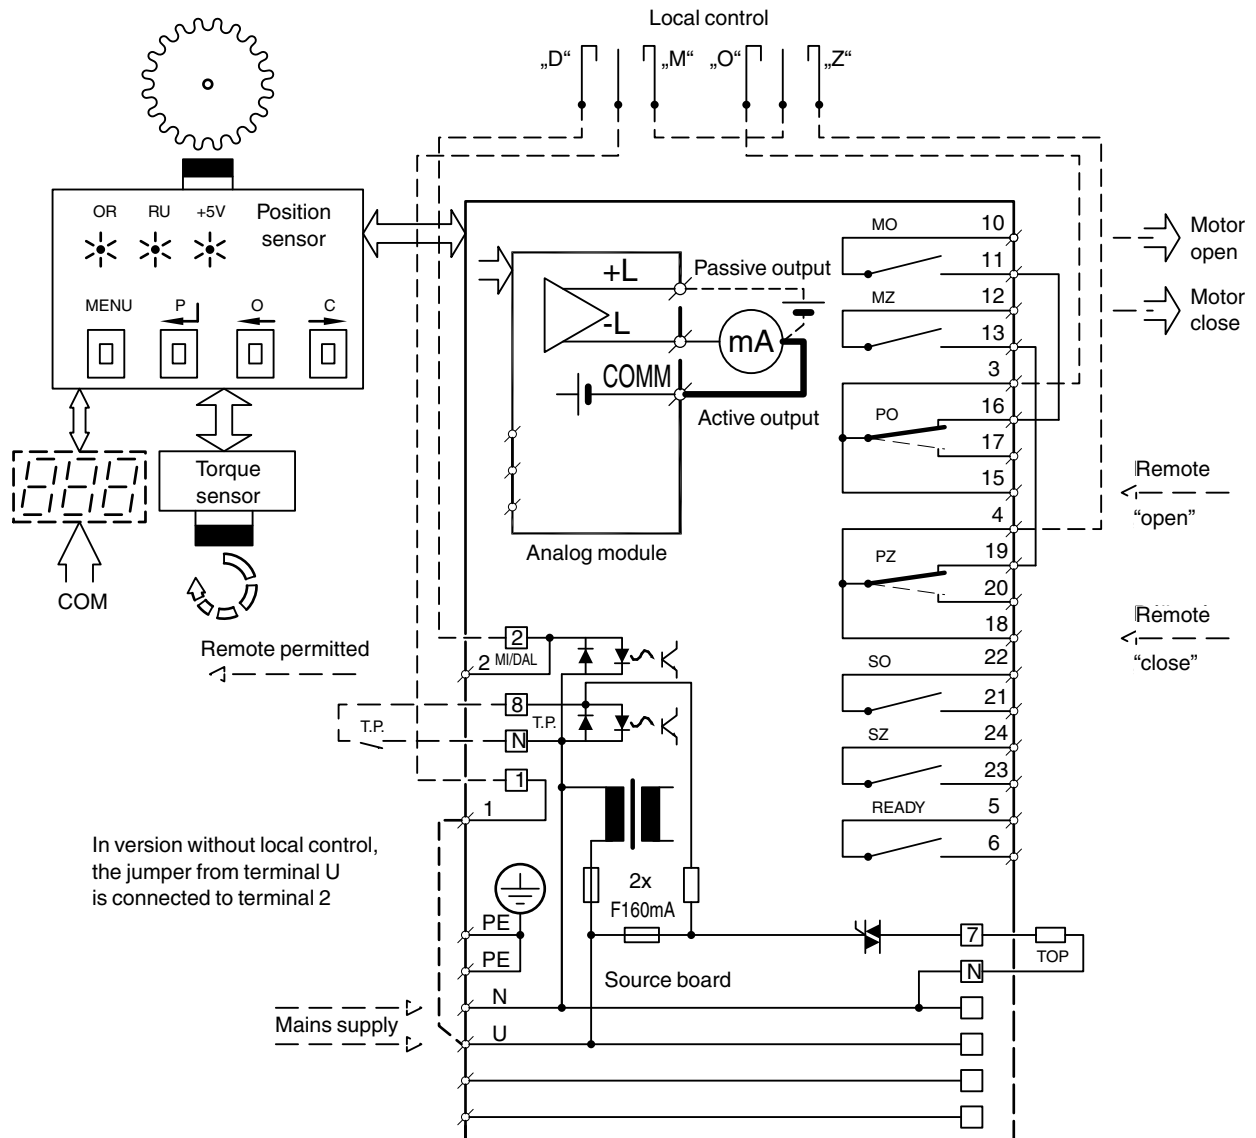 Local control
„D“ „M“ „O“ „Z“
OR RU +5V Position
sensor
MENU P O C
Torque
sensor
COM
+L
-L
COMM
mA
Passive output
Active output
Analog module
MO 10
11
MZ 12
13
3
PO 16
17
15
4
PZ 19
20
18
SO 22
21
SZ 24
23
READY 5
6
Motor
open
Motor
close
Remote
“open”
Remote
“close”
Remote permitted
2
2 MI/DAL
8
T.P. T.P.
N
1
1
In version without local control,
the jumper from terminal U
is connected to terminal 2
2x
F160mA
PE
PE
7
TOP
N
Source board
N
Mains supply
U